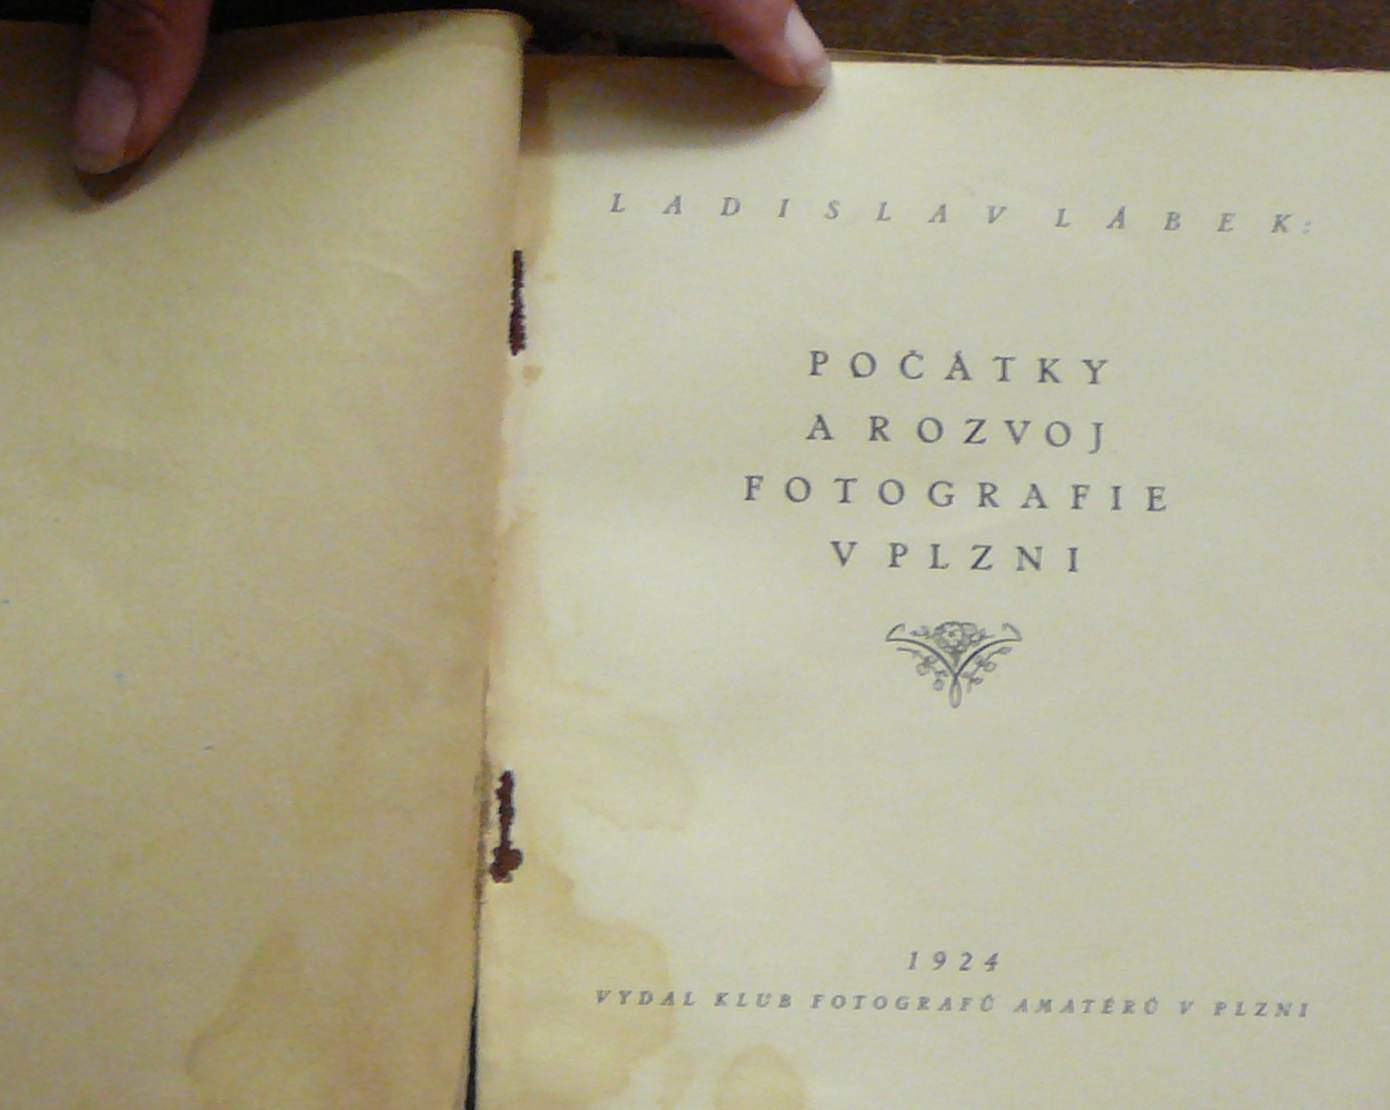 LADISLAV LÁBEK:
POČÁTKY
A ROZVOJ
FOTOGRAFIE
V PLZNI
1924
VYDAL KLUB FOTOGRAFŮ AMATÉRŮ V PLZNI